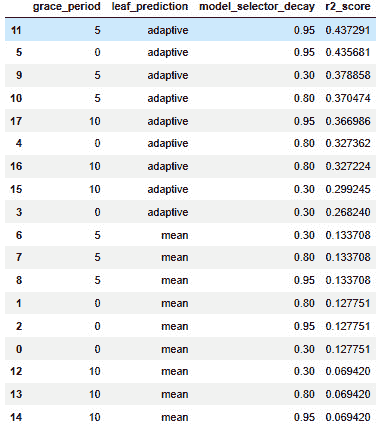 grace_period leaf_prediction model_selector_decay r2_score
11 5 adaptive 0.95 0.437291
5 0 adaptive 0.95 0.435681
9 5 adaptive 0.30 0.378858
10 5 adaptive 0.80 0.370474
17 10 adaptive 0.95 0.366986
4 0 adaptive 0.80 0.327362
16 10 adaptive 0.80 0.327224
15 10 adaptive 0.30 0.299245
3 0 adaptive 0.30 0.268240
6 5 mean 0.30 0.133708
7 5 mean 0.80 0.133708
8 5 mean 0.95 0.133708
1 0 mean 0.80 0.127751
2 0 mean 0.95 0.127751
0 0 mean 0.30 0.127751
12 10 mean 0.30 0.069420
13 10 mean 0.80 0.069420
14 10 mean 0.95 0.069420